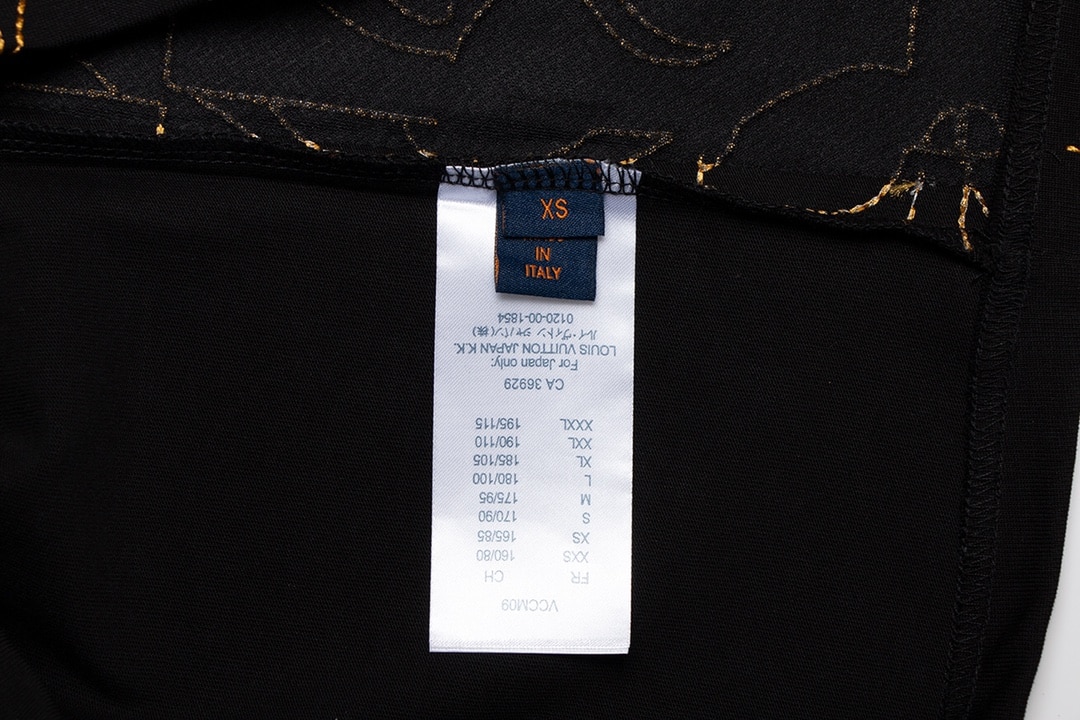 XS
IN
ITALY
VCCM09
FR CH
XXS 160/80
XS 165/85
S 170/90
M 175/95
L 180/100
XL 185/105
XXL 190/110
XXXL 195/115
CA 36929
For Japan only:
LOUIS VUITTON JAPAN K.K.
ルイ・ヴィトン ジャパン(株)
0120-00-1854